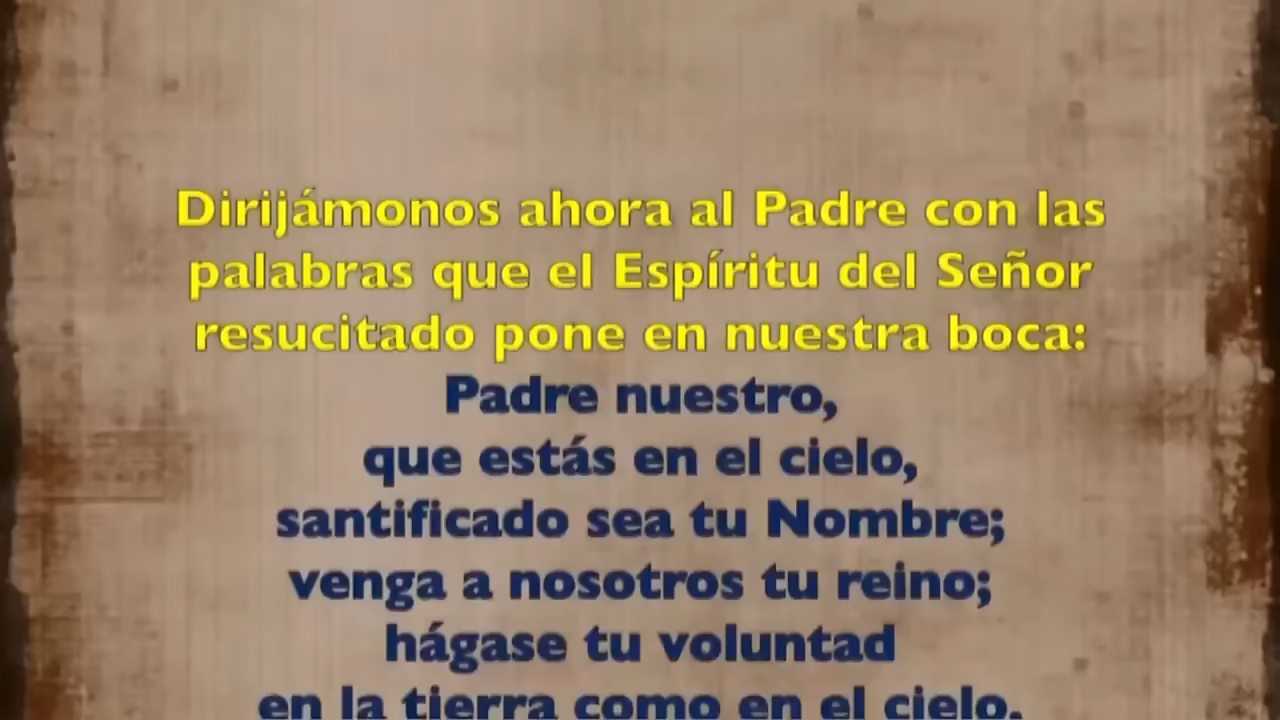 Dirijámonos ahora al Padre con las
palabras que el Espíritu del Señor
resucitado pone en nuestra boca:
Padre nuestro,
que estás en el cielo,
santificado sea tu Nombre;
venga a nosotros tu reino;
hágase tu voluntad
en la tierra como en el cielo.